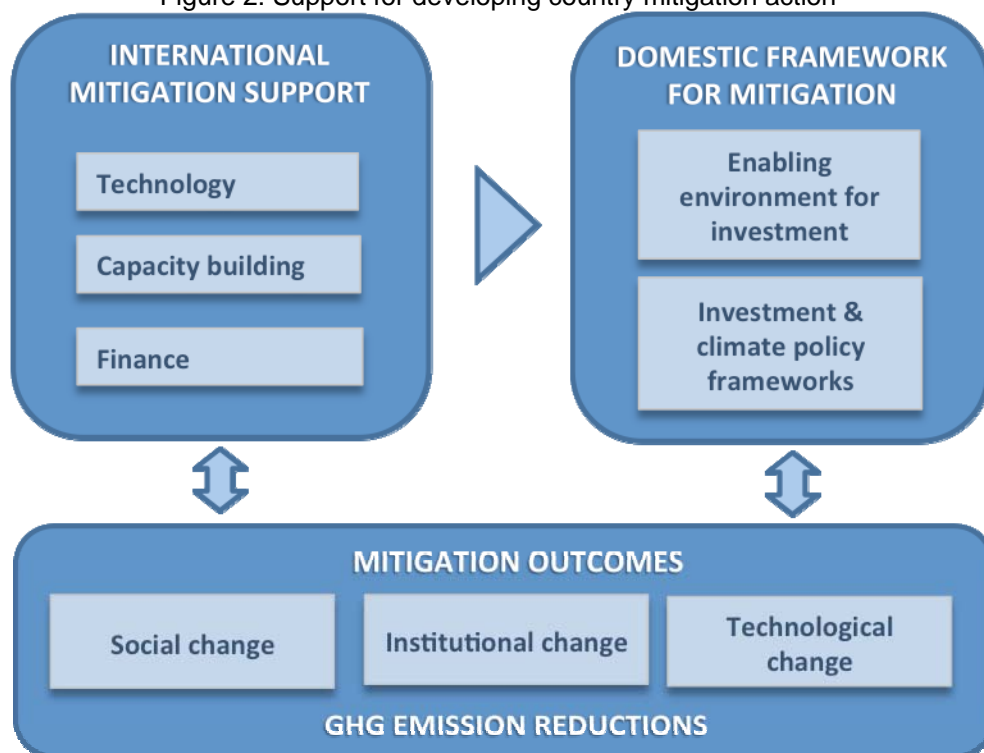 Figure 2. Support for developing country mitigation action
INTERNATIONAL
MITIGATION SUPPORT
Technology
Capacity building
Finance
DOMESTIC FRAMEWORK
FOR MITIGATION
Enabling
environment for
investment
Investment &
climate policy
frameworks
MITIGATION OUTCOMES
Social change
Institutional change
Technological
change
GHG EMISSION REDUCTIONS